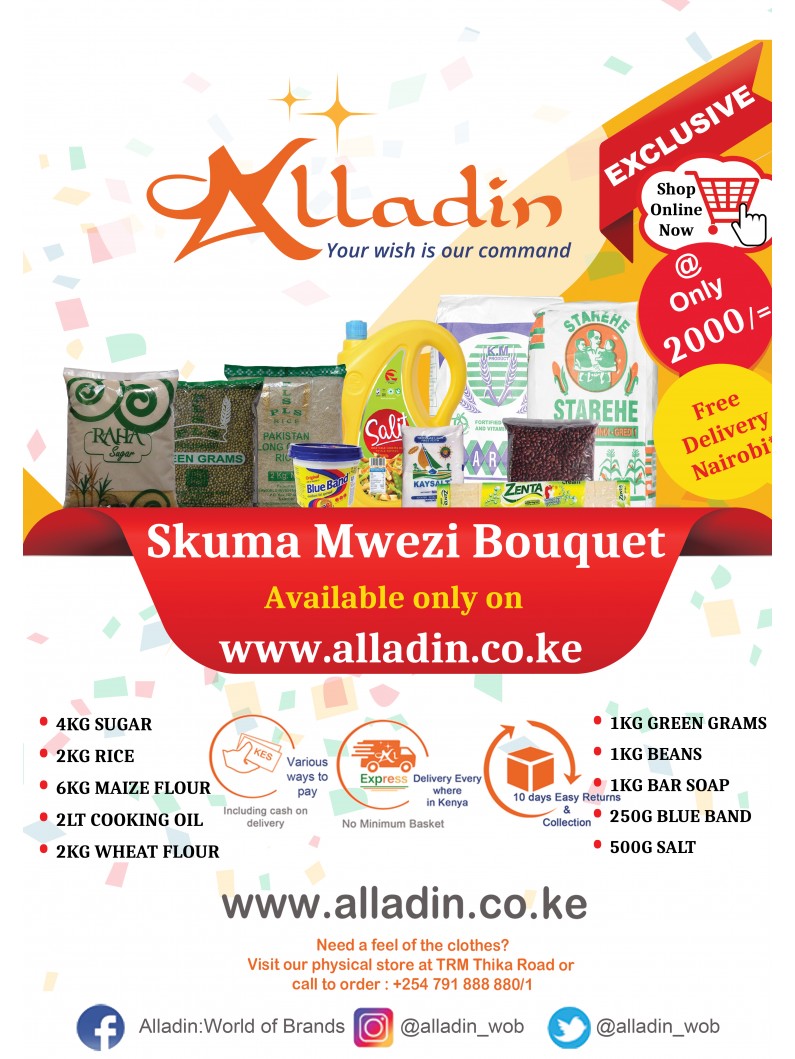 Alladin
Your wish is our command
EXCLUSIVE
Shop
Online
Now
@
Only
2000/=
Free
Delivery
Nairobi
RAHA
Sugar
EEN GRAMS
PAKISTAN
Blue Band
Salit
KAYSALT
K.M
PRODUCT
FORTIFIED
STAREHE
STAREHE
ZENTA
Skuma Mwezi Bouquet
Available only on
www.alladin.co.ke
4KG SUGAR
2KG RICE
6KG MAIZE FLOUR
2LT COOKING OIL
2KG WHEAT FLOUR
KES
Various
ways to
pay
Including cash on
delivery
Express
Delivery Every
where
in Kenya
No Minimum Basket
10 days Easy Returns
&
Collection
1KG GREEN GRAMS
1KG BEANS
1KG BAR SOAP
250G BLUE BAND
500G SALT
www.alladin.co.ke
Need a feel of the clothes?
Visit our physical store at TRM Thika Road or
call to order : +254 791 888 880/1
Alladin:World of Brands
@alladin_wob
@alladin_wob